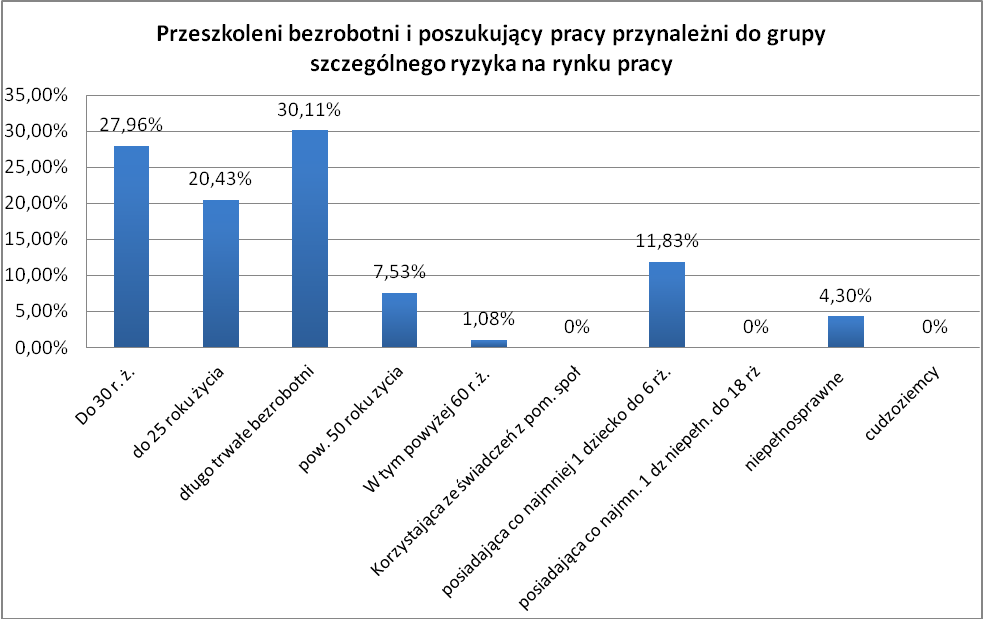 Przeszkoleni bezrobotni i poszukujący pracy przynależni do grupy
szczególnego ryzyka na rynku pracy
35,00%
30,00%
25,00%
20,00%
15,00%
10,00%
5,00%
0,00%
27,96%
20,43%
30,11%
7,53%
1,08%
0%
11,83%
0%
4,30%
0%
Do 30 r. ż.
do 25 roku życia
długo trwałe bezrobotni
pow. 50 roku zycia
W tym powyżej 60 r. ż.
Korzystająca ze świadczeń z pom. społ
posiadająca co najmniej 1 dziecko do 6 rż.
posiadająca co najmn. 1 dz niepełn. do 18 rż
niepełnosprawne
cudzoziemcy